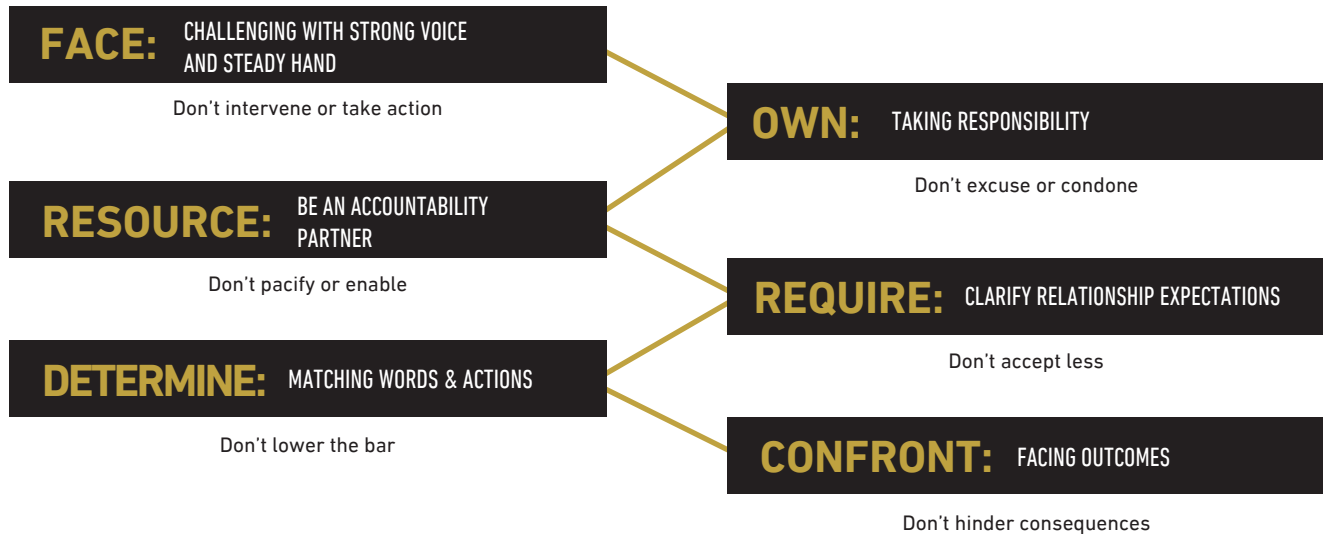 FACE: CHALLENGING WITH STRONG VOICE
AND STEADY HAND
Don't intervene or take action
OWN: TAKING RESPONSIBILITY
Don't excuse or condone
RESOURCE: BE AN ACCOUNTABILITY
PARTNER
Don't pacify or enable
REQUIRE: CLARIFY RELATIONSHIP EXPECTATIONS
Don't accept less
DETERMINE: MATCHING WORDS & ACTIONS
Don't lower the bar
CONFRONT: FACING OUTCOMES
Don't hinder consequences